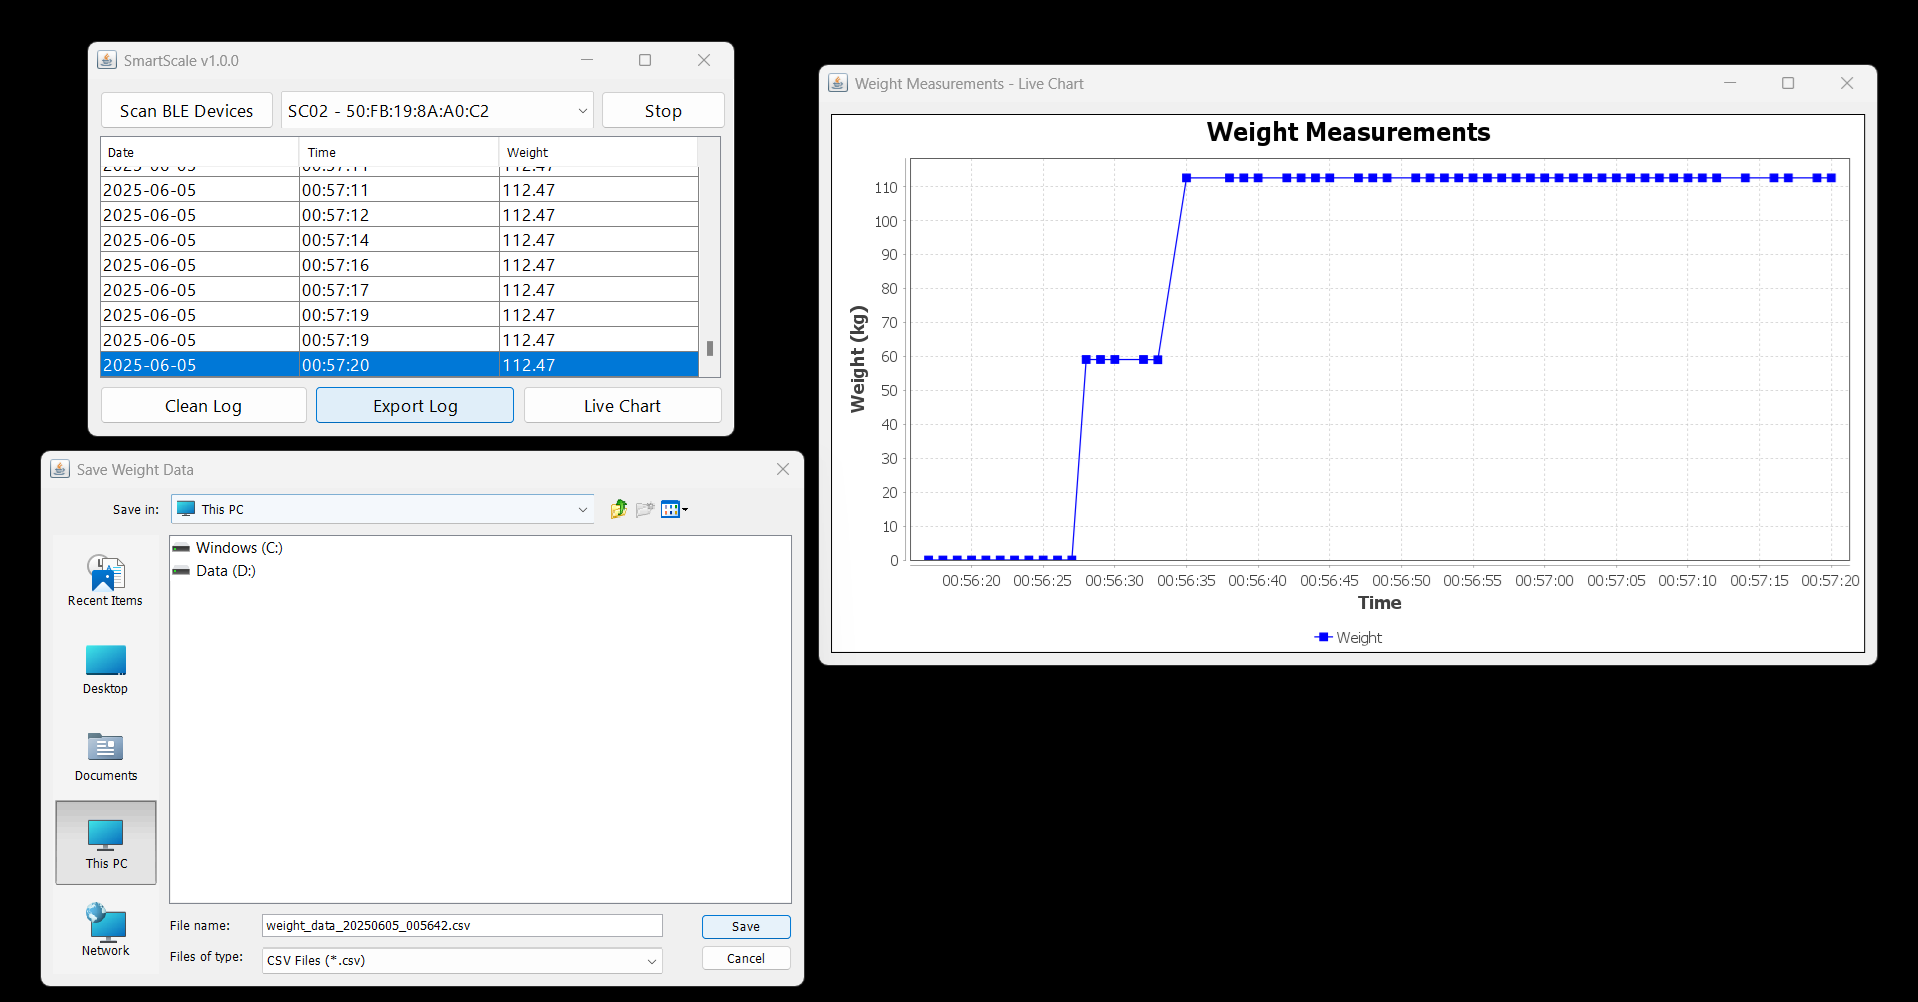 SmartScale v1.0.0
Scan BLE Devices
SC02 - 50:FB:19:8A:A0:C2
Stop
Date Time Weight
2025-06-05 00:57:11 112.47
2025-06-05 00:57:11 112.47
2025-06-05 00:57:12 112.47
2025-06-05 00:57:14 112.47
2025-06-05 00:57:16 112.47
2025-06-05 00:57:17 112.47
2025-06-05 00:57:19 112.47
2025-06-05 00:57:19 112.47
2025-06-05 00:57:20 112.47
Clean Log
Export Log
Live Chart
Save Weight Data
Save in:
This PC
Windows (C:)
Data (D:)
Recent Items
Desktop
Documents
This PC
Network
File name:
weight_data_20250605_005642.csv
Save
Files of type:
CSV Files (*.csv)
Cancel
Weight Measurements - Live Chart
Weight Measurements
Weight (kg)
110
100
90
80
70
60
50
40
30
20
10
0
00:56:20 00:56:25 00:56:30 00:56:35 00:56:40 00:56:45 00:56:50 00:56:55 00:57:00 00:57:05 00:57:10 00:57:15 00:57:20
Time
Weight